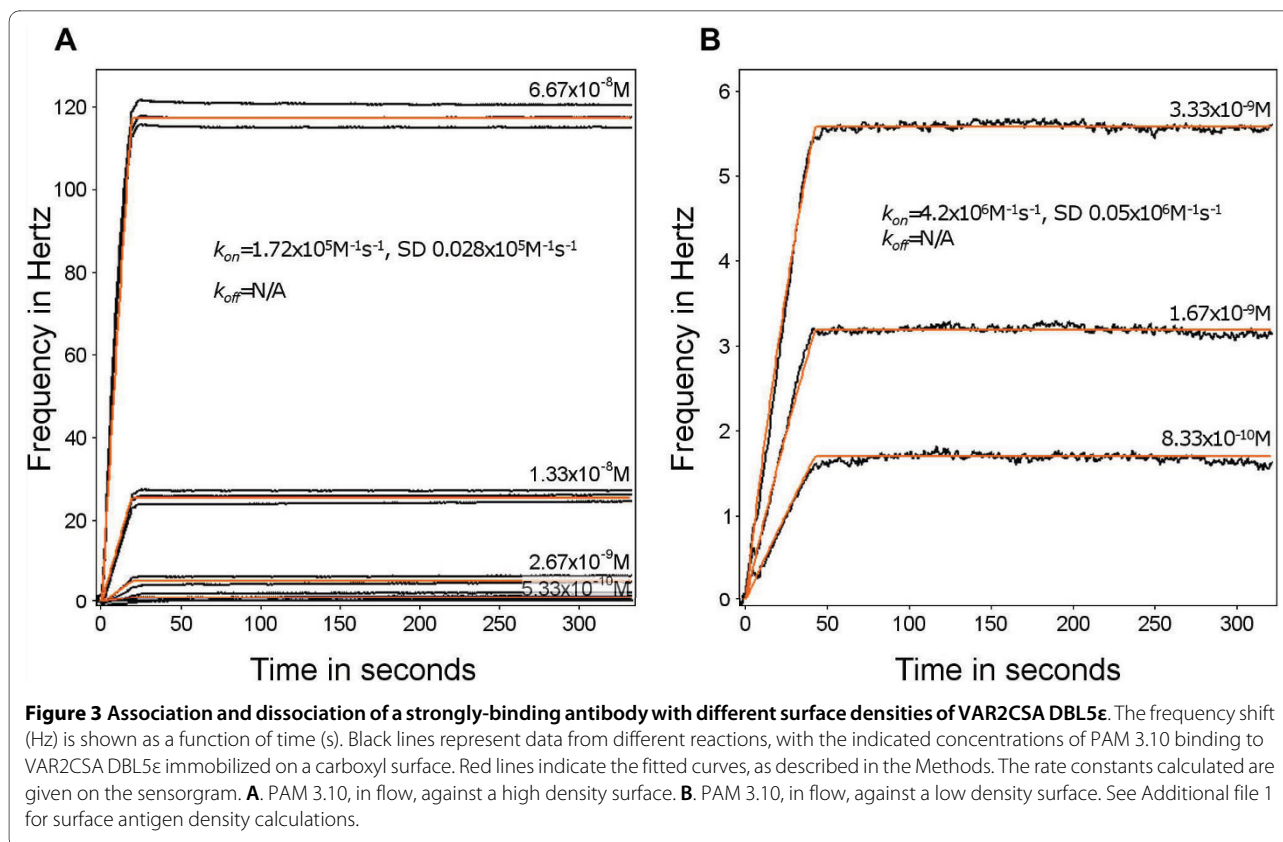 A
B
Frequency in Hertz
120
100
80
60
40
20
0
6.67x10⁻⁸M
kon=1.72x10⁵M⁻¹s⁻¹, SD 0.028x10⁵M⁻¹s⁻¹
koff=N/A
1.33x10⁻⁸M
2.67x10⁻⁹M
5.33x10⁻¹⁰M
0 50 100 150 200 250 300
Time in seconds
Frequency in Hertz
6
5
4
3
2
1
0
3.33x10⁻⁹M
kon=4.2x10⁶M⁻¹s⁻¹, SD 0.05x10⁶M⁻¹s⁻¹
koff=N/A
1.67x10⁻⁹M
8.33x10⁻¹⁰M
0 50 100 150 200 250 300
Time in seconds
Figure 3 Association and dissociation of a strongly-binding antibody with different surface densities of VAR2CSA DBL5ε. The frequency shift
(Hz) is shown as a function of time (s). Black lines represent data from different reactions, with the indicated concentrations of PAM 3.10 binding to
VAR2CSA DBL5ε immobilized on a carboxyl surface. Red lines indicate the fitted curves, as described in the Methods. The rate constants calculated are
given on the sensorgram. A. PAM 3.10, in flow, against a high density surface. B. PAM 3.10, in flow, against a low density surface. See Additional file 1
for surface antigen density calculations.